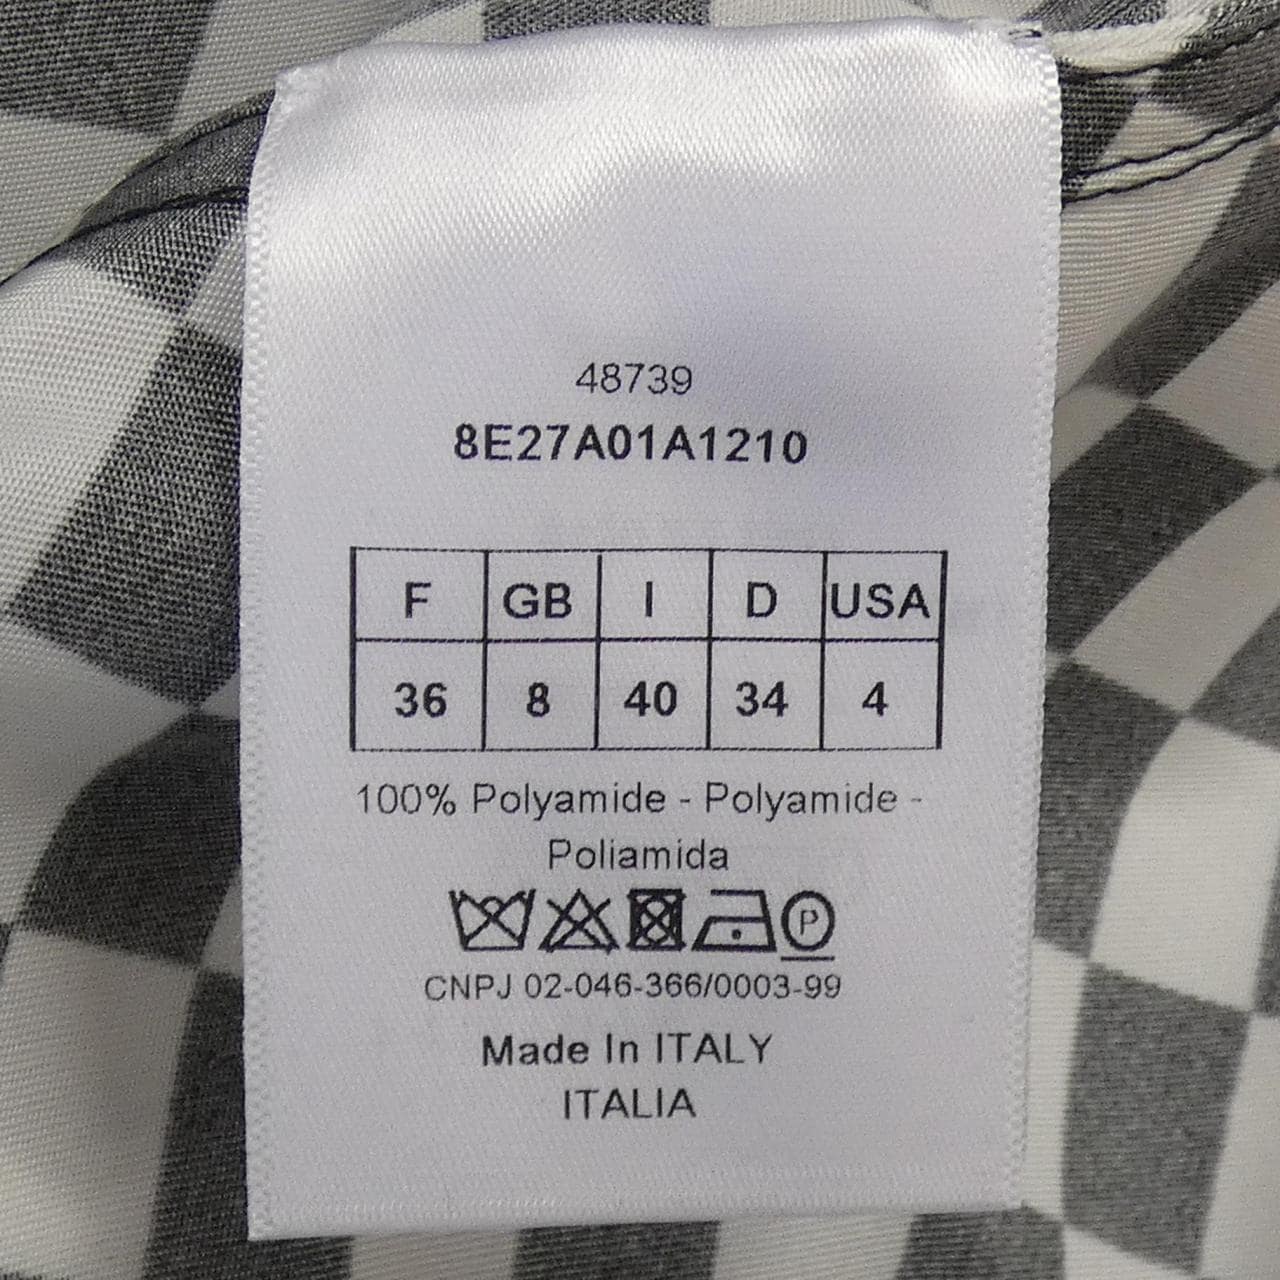 48739
8E27A01A1210
F GB I D USA
36 8 40 34 4
100% Polyamide - Polyamide -
Poliamida
P
CNPJ 02-046-366/0003-99
Made In ITALY
ITALIA